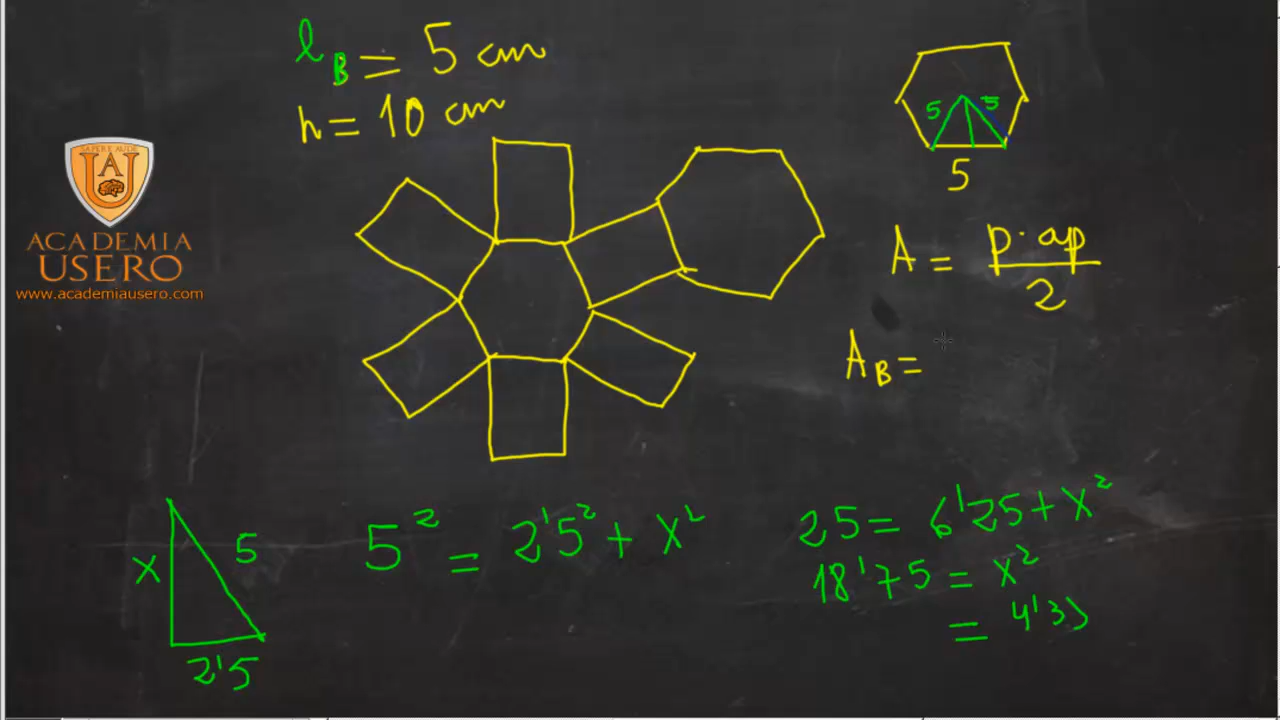 l_B = 5 cm
h = 10 cm
SAPERE AUDE
UA
ACADEMIA
USERO
www.academiausero.com
5 5
5
A = p·ap / 2
A_B =
x 5
2'5
5² = 2'5² + x²
25 = 6'25 + x²
18'75 = x²
= 4'33